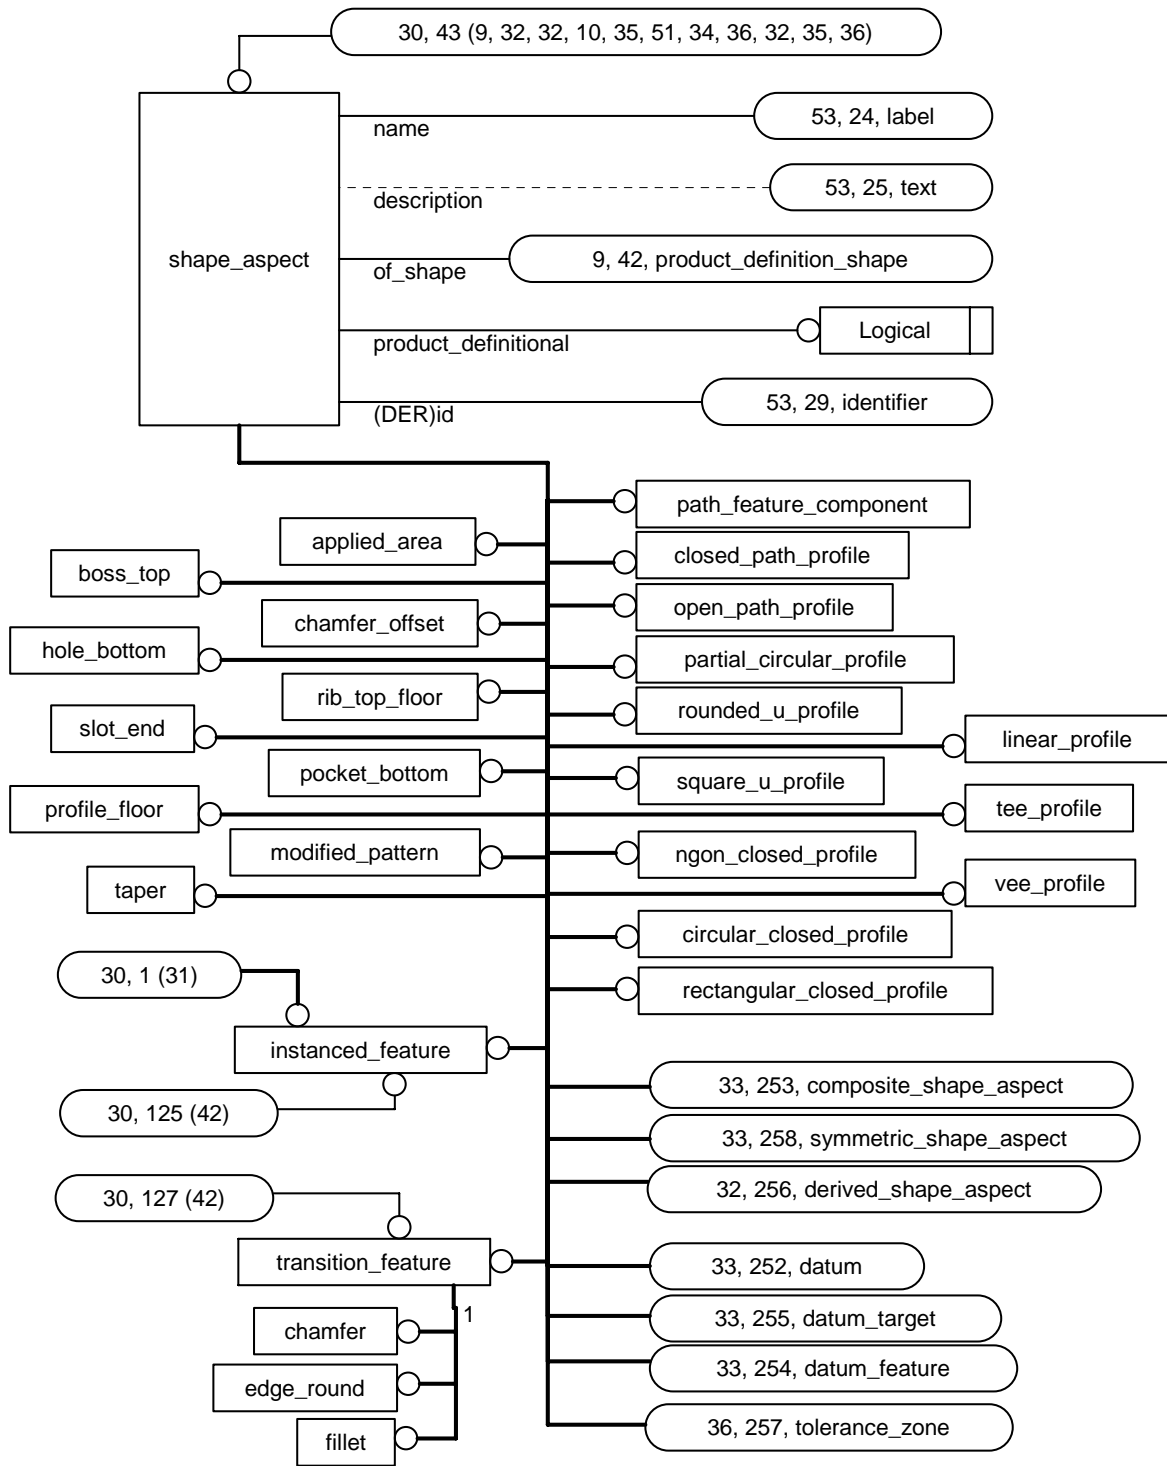 30, 43 (9, 32, 32, 10, 35, 51, 34, 36, 32, 35, 36)
shape_aspect
name
53, 24, label
description
53, 25, text
of_shape
9, 42, product_definition_shape
product_definitional
Logical
(DER)id
53, 29, identifier
path_feature_component
applied_area
closed_path_profile
boss_top
open_path_profile
chamfer_offset
hole_bottom
partial_circular_profile
rib_top_floor
rounded_u_profile
slot_end
linear_profile
pocket_bottom
square_u_profile
profile_floor
tee_profile
modified_pattern
ngon_closed_profile
taper
vee_profile
circular_closed_profile
30, 1 (31)
rectangular_closed_profile
instanced_feature
33, 253, composite_shape_aspect
30, 125 (42)
33, 258, symmetric_shape_aspect
30, 127 (42)
32, 256, derived_shape_aspect
transition_feature
33, 252, datum
1
33, 255, datum_target
chamfer
33, 254, datum_feature
edge_round
36, 257, tolerance_zone
fillet